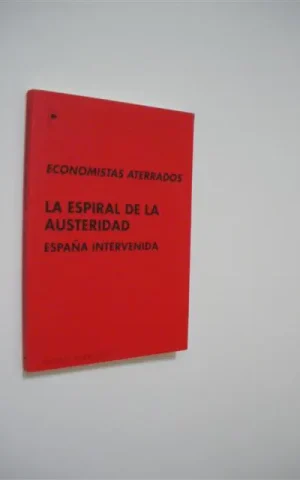 ECONOMISTAS ATERRADOS
LA ESPIRAL DE LA
AUSTERIDAD
ESPAÑA INTERVENIDA